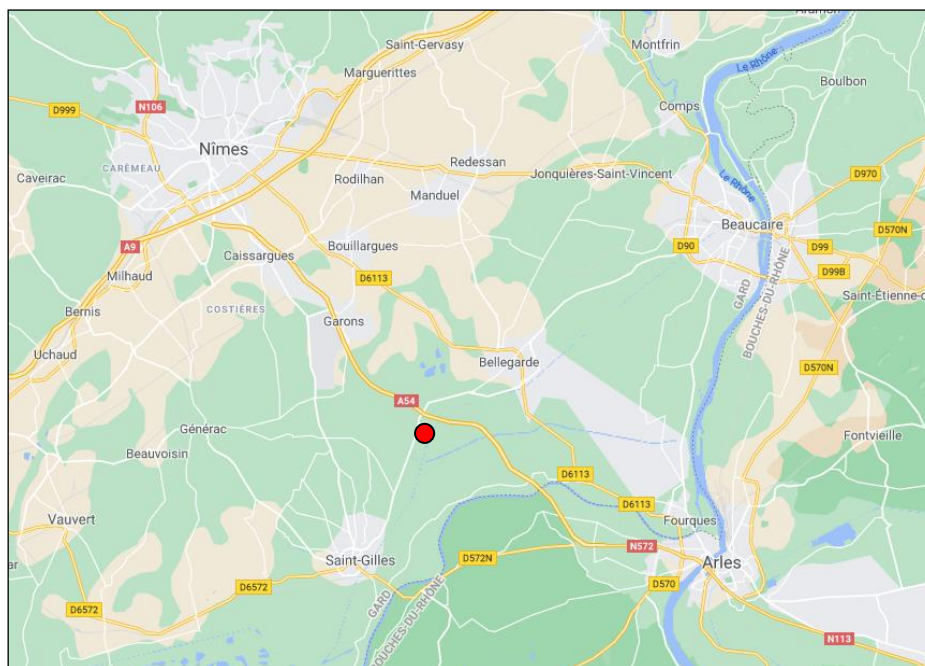 Aramon
Saint-Gervasy
Montfrin
Le Rhône
Marguerittes
Boulbon
N106
D999
Comps
Nîmes
CARÉMEAU
Redessan
Caveirac
Rodilhan
Jonquières-Saint-Vincent
D970
Manduel
Le Rhône
Beaucaire
D570N
A9
Bouillargues
D90
D99
Caissargues
D99B
Milhaud
D6113
GARD
BOUCHES-DU-RHÔNE
Saint-Étienne-d
COSTIÈRES
Bernis
Garons
Uchaud
Bellegarde
D570N
A54
Générac
Fontvieille
Beauvoisin
D6113
D6113
Vauvert
Fourques
N572
Saint-Gilles
D572N
Arles
ar
D6572
D570
D6572
GARD
BOUCHES-DU-RHÔNE
N113